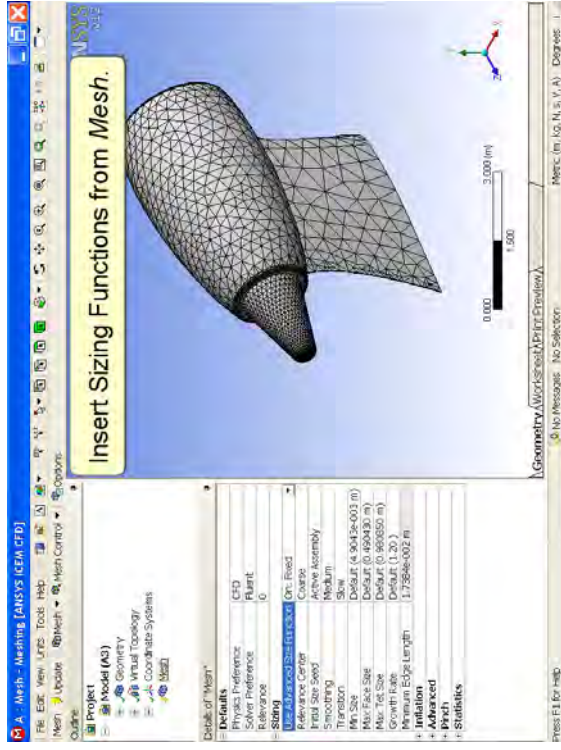 A : Mesh - Meshing [ANSYS ICEM CFD]
File Edit View Units Tools Help
Mesh Update Mesh Mesh Control Options
Outline
Project
Model (A3)
Geometry
Virtual Topology
Coordinate Systems
Mesh
Details of "Mesh"
Defaults
Physics Preference CFD
Solver Preference Fluent
Relevance 0
Sizing
Use Advanced Size Function On: Fixed
Relevance Center Coarse
Initial Size Seed Active Assembly
Smoothing Medium
Transition Slow
Min Size Default (4.9043e-003 m)
Max Face Size Default (0.490430 m)
Max Tet Size Default (0.980850 m)
Growth Rate Default (1.20 )
Minimum Edge Length 1.7384e-002 m
Inflation
Advanced
Pinch
Statistics
Insert Sizing Functions from Mesh.
0.000
3.000 (m)
1.500
Y
X
Z
Geometry Worksheet Print Preview
Press F1 for Help
0 No Messages No Selection
Metric (m, kg, N, s, V, A) Degrees